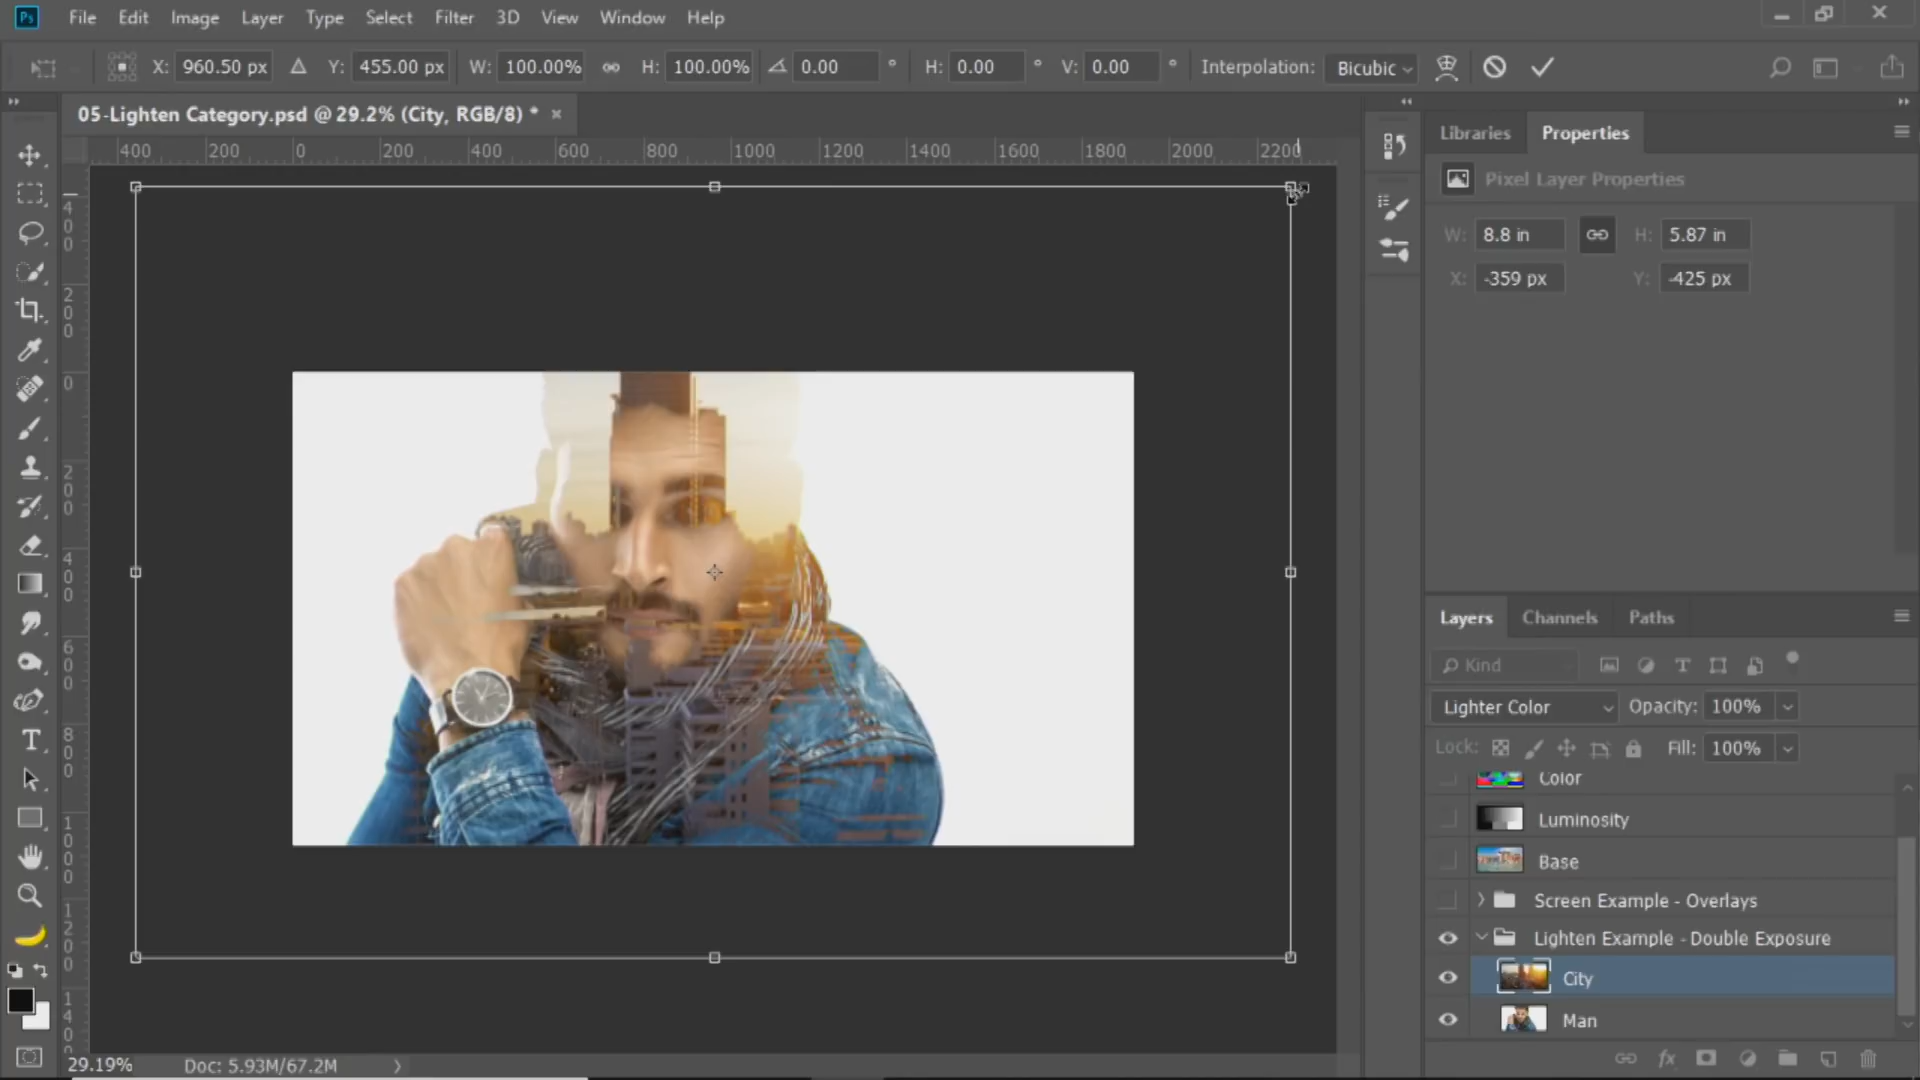 Ps File Edit Image Layer Type Select Filter 3D View Window Help
X: 960.50 px Y: 455.00 px W: 100.00% H: 100.00% 0.00 ° H: 0.00 ° V: 0.00 ° Interpolation: Bicubic
05-Lighten Category.psd @ 29.2% (City, RGB/8) * ×
400 200 0 200 400 600 800 1000 1200 1400 1600 1800 2000 2200
400
200
0
200
400
600
800
1000
1200
140
Libraries Properties
Pixel Layer Properties
W: 8.8 in H: 5.87 in
X: -359 px Y: -425 px
Layers Channels Paths
Kind
Lighter Color Opacity: 100%
Lock: Fill: 100%
Color
Luminosity
Base
Screen Example - Overlays
Lighten Example - Double Exposure
City
Man
29.19% Doc: 5.93M/67.2M